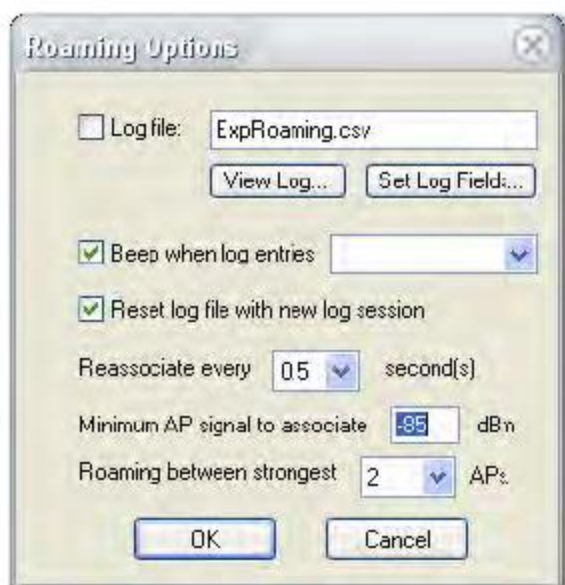 Roaming Options
Log file: ExpRoaming.csv
View Log... Set Log Fields...
Beep when log entries
Reset log file with new log session
Reassociate every 0.5 second(s)
Minimum AP signal to associate -85 dBm
Roaming between strongest 2 APs
OK Cancel